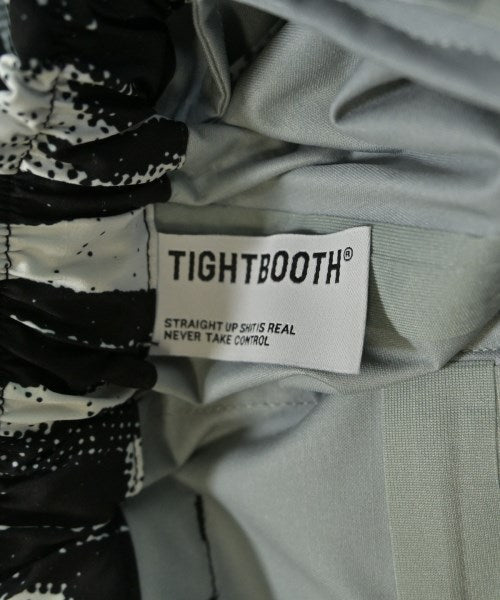 TIGHTBOOTH®
STRAIGHT UP SHIT IS REAL
NEVER TAKE CONTROL